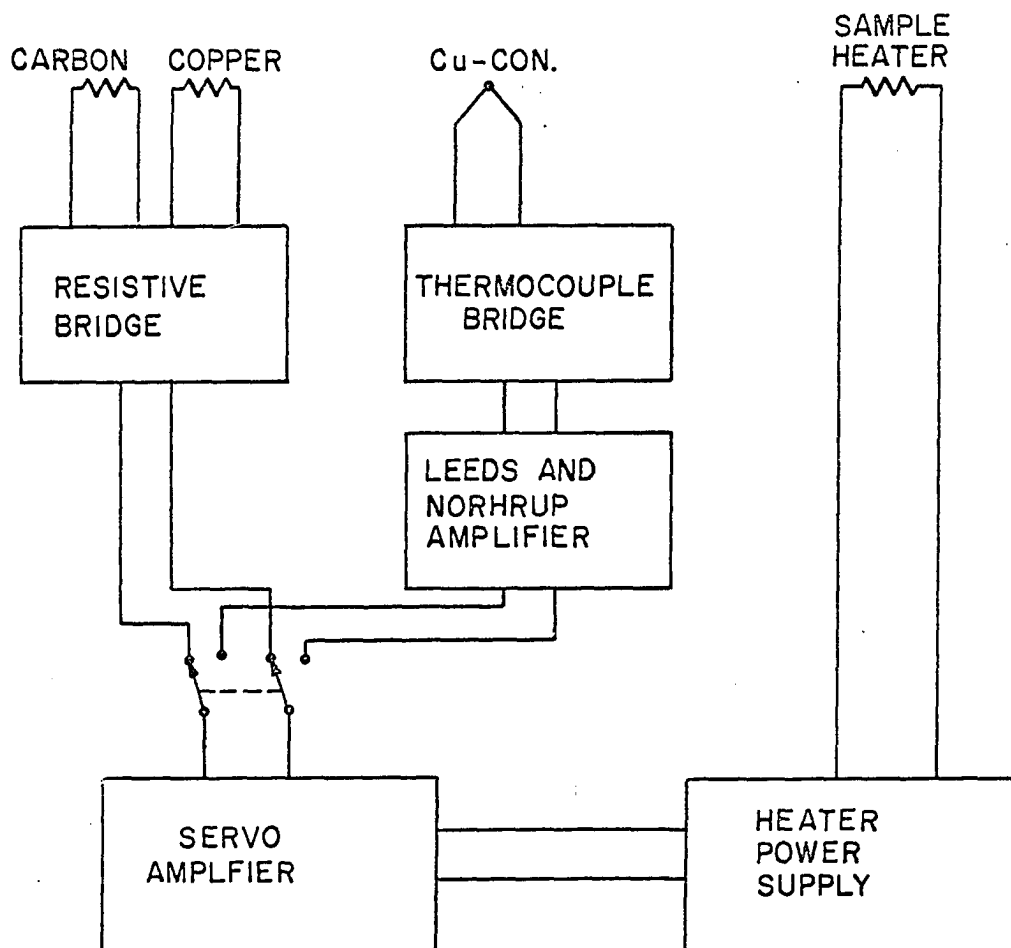 CARBON COPPER
Cu-CON.
SAMPLE
HEATER
RESISTIVE
BRIDGE
THERMOCOUPLE
BRIDGE
LEEDS AND
NORHRUP
AMPLIFIER
SERVO
AMPLFIER
HEATER
POWER
SUPPLY